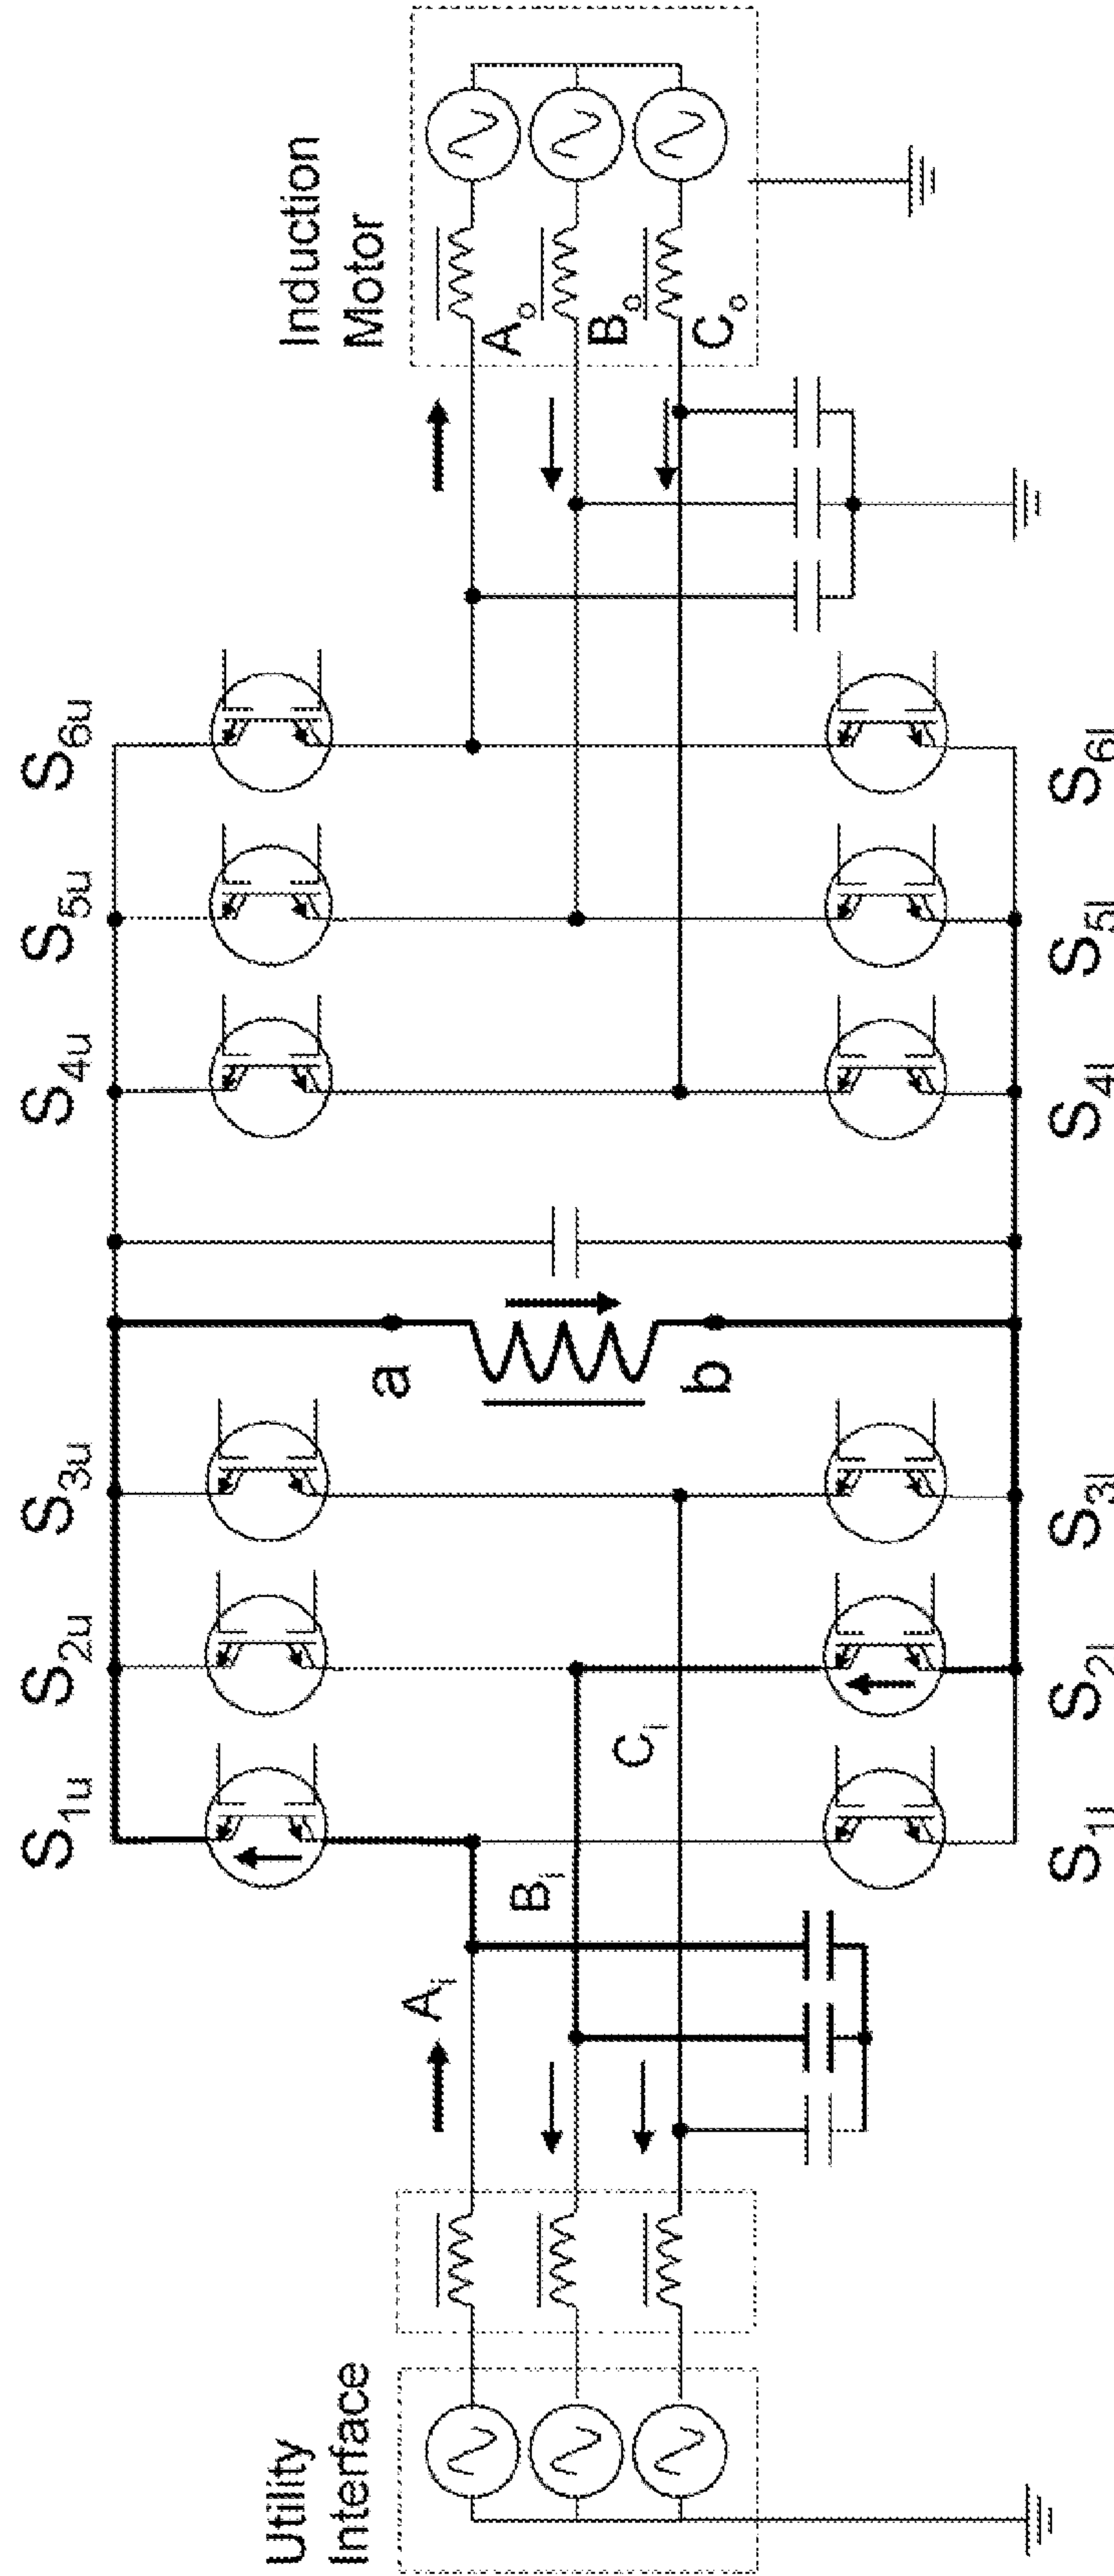 Utility
Interface
Induction
Motor
S1u
S2u
S3u
S4u
S5u
S6u
Ai
Bi
Ci
a
b
Ao
Bo
Co
S1l
S2l
S3l
S4l
S5l
S6l